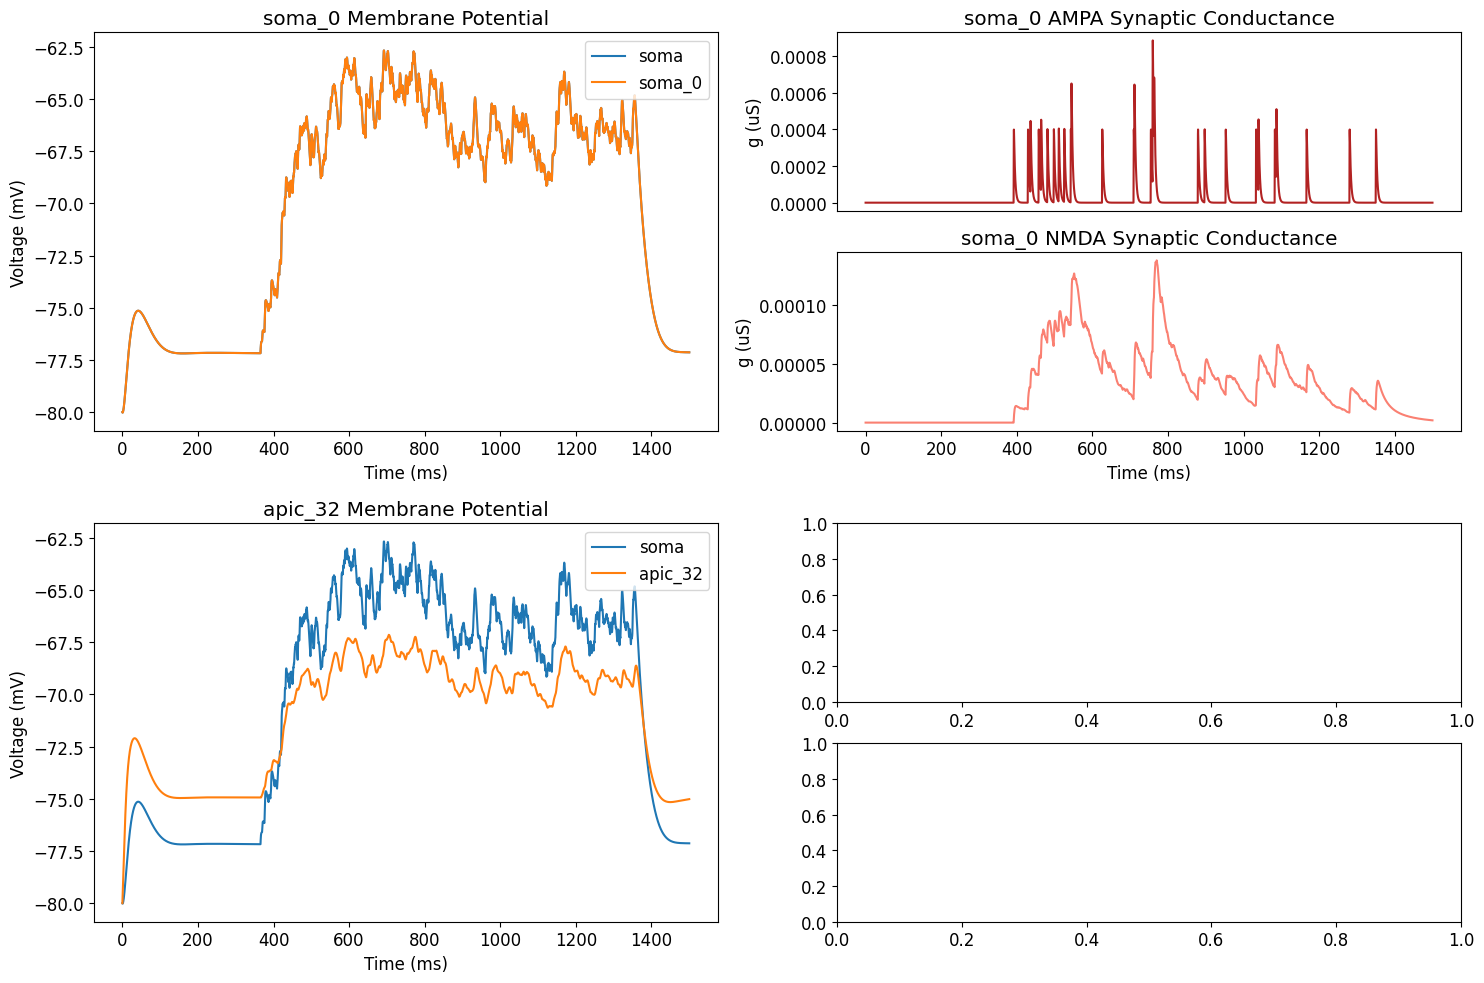 soma_0 Membrane Potential
Voltage (mV)
−62.5
−65.0
−67.5
−70.0
−72.5
−75.0
−77.5
−80.0
soma
soma_0
0 200 400 600 800 1000 1200 1400
Time (ms)
soma_0 AMPA Synaptic Conductance
g (uS)
0.0008
0.0006
0.0004
0.0002
0.0000
soma_0 NMDA Synaptic Conductance
g (uS)
0.00010
0.00005
0.00000
0 200 400 600 800 1000 1200 1400
Time (ms)
apic_32 Membrane Potential
Voltage (mV)
−62.5
−65.0
−67.5
−70.0
−72.5
−75.0
−77.5
−80.0
soma
apic_32
0 200 400 600 800 1000 1200 1400
Time (ms)
1.0
0.8
0.6
0.4
0.2
0.0
0.0 0.2 0.4 0.6 0.8 1.0
1.0
0.8
0.6
0.4
0.2
0.0
0.0 0.2 0.4 0.6 0.8 1.0